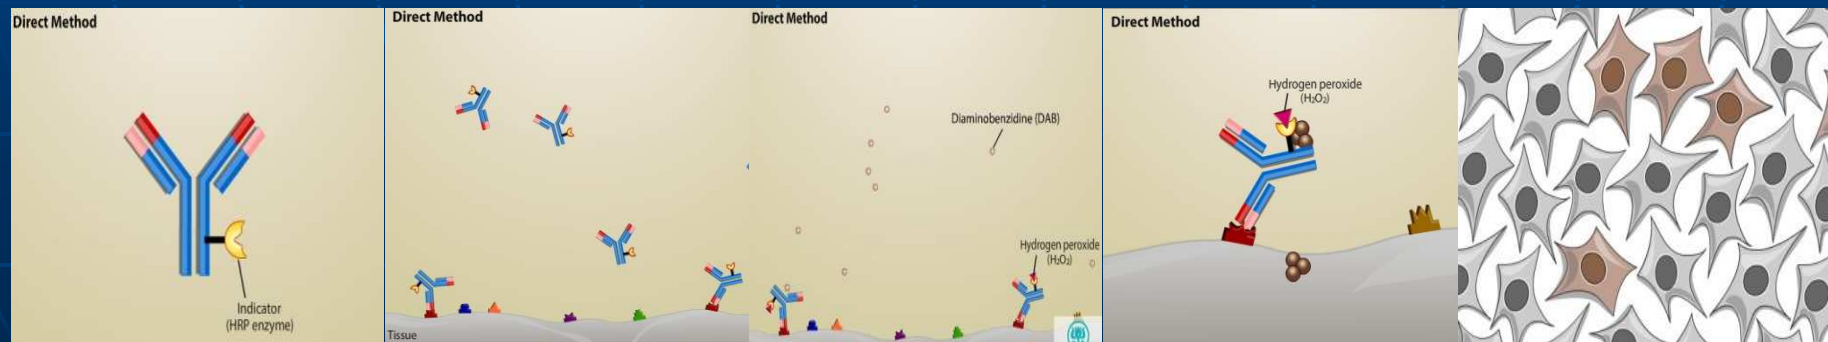 Direct Method
Indicator
(HRP enzyme)
Direct Method
Tissue
Direct Method
Diaminobenzidine (DAB)
Hydrogen peroxide
(H₂O₂)
Direct Method
Hydrogen peroxide
(H₂O₂)